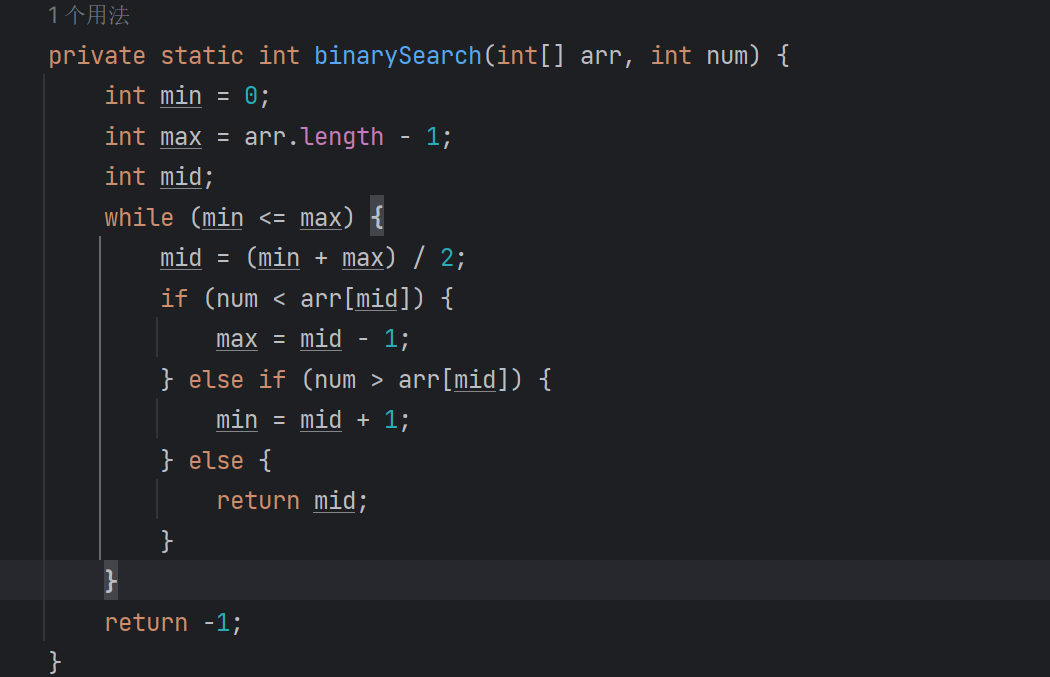 1 个用法
private static int binarySearch(int[] arr, int num) {
    int min = 0;
    int max = arr.length - 1;
    int mid;
    while (min <= max) {
        mid = (min + max) / 2;
        if (num < arr[mid]) {
            max = mid - 1;
        } else if (num > arr[mid]) {
            min = mid + 1;
        } else {
            return mid;
        }
    }
    return -1;
}